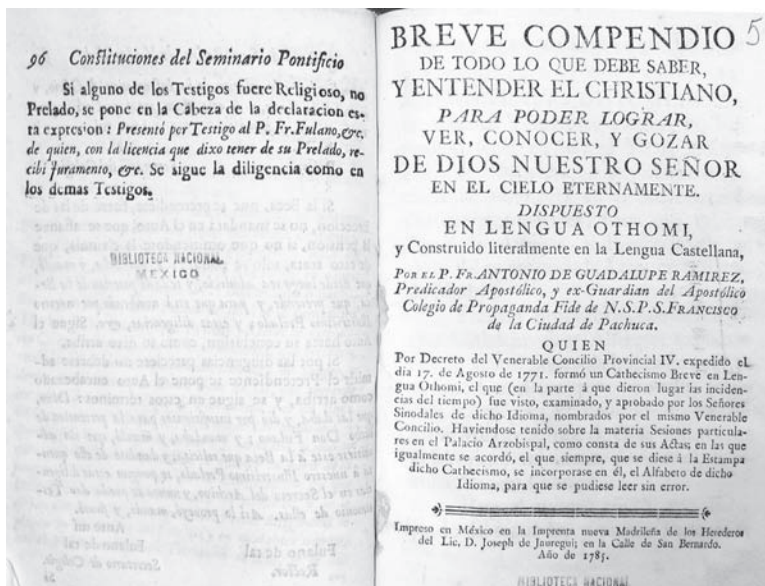 96 Constituciones del Seminario Pontificio
Si alguno de los Testigos fuere Religioso, no
Prelado, se pone en la Cabeza de la declaracion es-
ta expresion: Presentó por Testigo al P. Fr. Fulano, &c.
de quien, con la licencia que dixo tener de su Prelado, re-
cibi Juramento, &c. Se sigue la diligencia como en
los demas Testigos.
BIBLIOTECA NACIONAL
MEXICO
BREVE COMPENDIO 5
DE TODO LO QUE DEBE SABER,
Y ENTENDER EL CHRISTIANO,
PARA PODER LOGRAR,
VER, CONOCER, Y GOZAR
DE DIOS NUESTRO SEÑOR
EN EL CIELO ETERNAMENTE.
DISPUESTO
EN LENGUA OTHOMI,
y Construido literalmente en la Lengua Castellana,
POR EL P. Fr. ANTONIO DE GUADALUPE RAMIREZ,
Predicador Apostólico, y ex-Guardian del Apostólico
Colegio de Propaganda Fide de N.S.P.S. FRANCISCO
de la Ciudad de Pachuca.
QUIEN
Por Decreto del Venerable Concilio Provincial IV. expedido el
dia 17. de Agosto de 1771. formó un Cathecismo Breve en Len-
gua Othomi, el que (en la parte á que dieron lugar las inciden-
cias del tiempo) fue visto, examinado, y aprobado por los Señores
Sinodales de dicho Idioma, nombrados por el mismo Venerable
Concilio. Haviendose tenido sobre la materia Sesiones particula-
res en el Palacio Arzobispal, como consta de sus Actas; en las que
igualmente se acordó, el que siempre, que se diese á la Estampa
dicho Cathecismo, se incorporase en él, el Alfabeto de dicho
Idioma, para que se pudiese leer sin error.
Impreso en México en la Imprenta nueva Madrileña de los Herederos
del Lic. D. Joseph de Jauregui; en la Calle de San Bernardo.
Año de 1785.
BIBLIOTECA NACIONAL